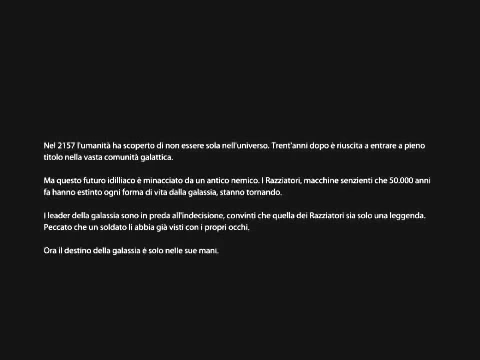 Nel 2157 l'umanità ha scoperto di non essere sola nell'universo. Trent'anni dopo è riuscita a entrare a pieno
titolo nella vasta comunità galattica.
Ma questo futuro idilliaco è minacciato da un antico nemico. I Razziatori, macchine senzienti che 50.000 anni
fa hanno estinto ogni forma di vita dalla galassia, stanno tornando.
I leader della galassia sono in preda all'indecisione, convinti che quella dei Razziatori sia solo una leggenda.
Peccato che un soldato li abbia già visti con i propri occhi.
Ora il destino della galassia è solo nelle sue mani.